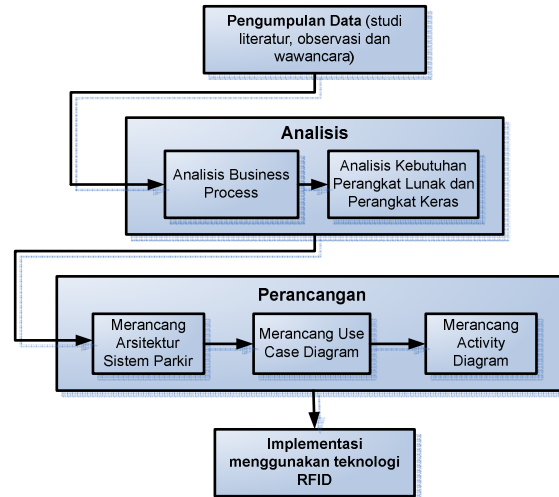 Pengumpulan Data (studi
literatur, observasi dan
wawancara)
Analisis
Analisis Business
Process
Analisis Kebutuhan
Perangkat Lunak dan
Perangkat Keras
Perancangan
Merancang
Arsitektur
Sistem Parkir
Merancang Use
Case Diagram
Merancang
Activity
Diagram
Implementasi
menggunakan teknologi
RFID